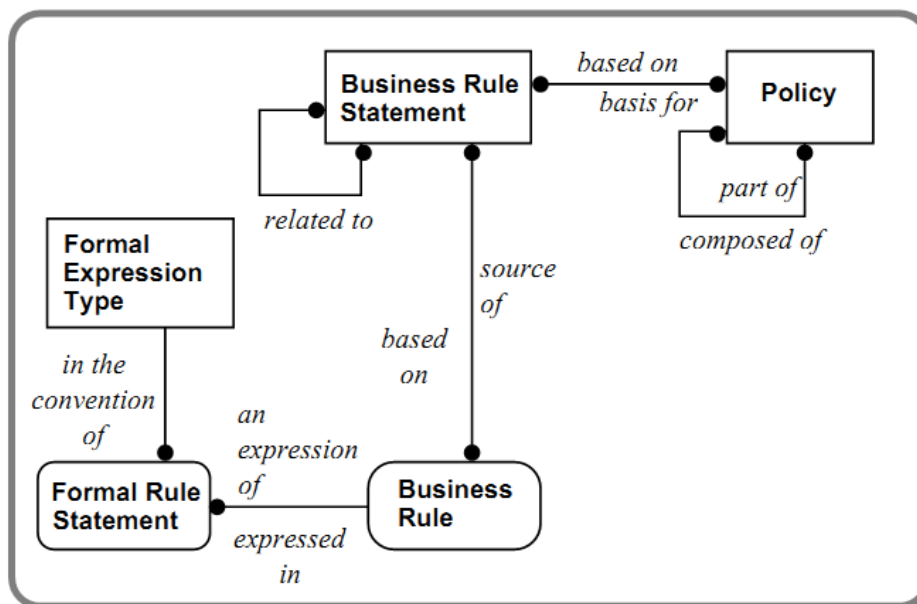 Business Rule
Statement
based on
basis for
Policy
related to
part of
composed of
Formal
Expression
Type
source
of
based
on
in the
convention
of
an
expression
of
Formal Rule
Statement
Business
Rule
expressed
in